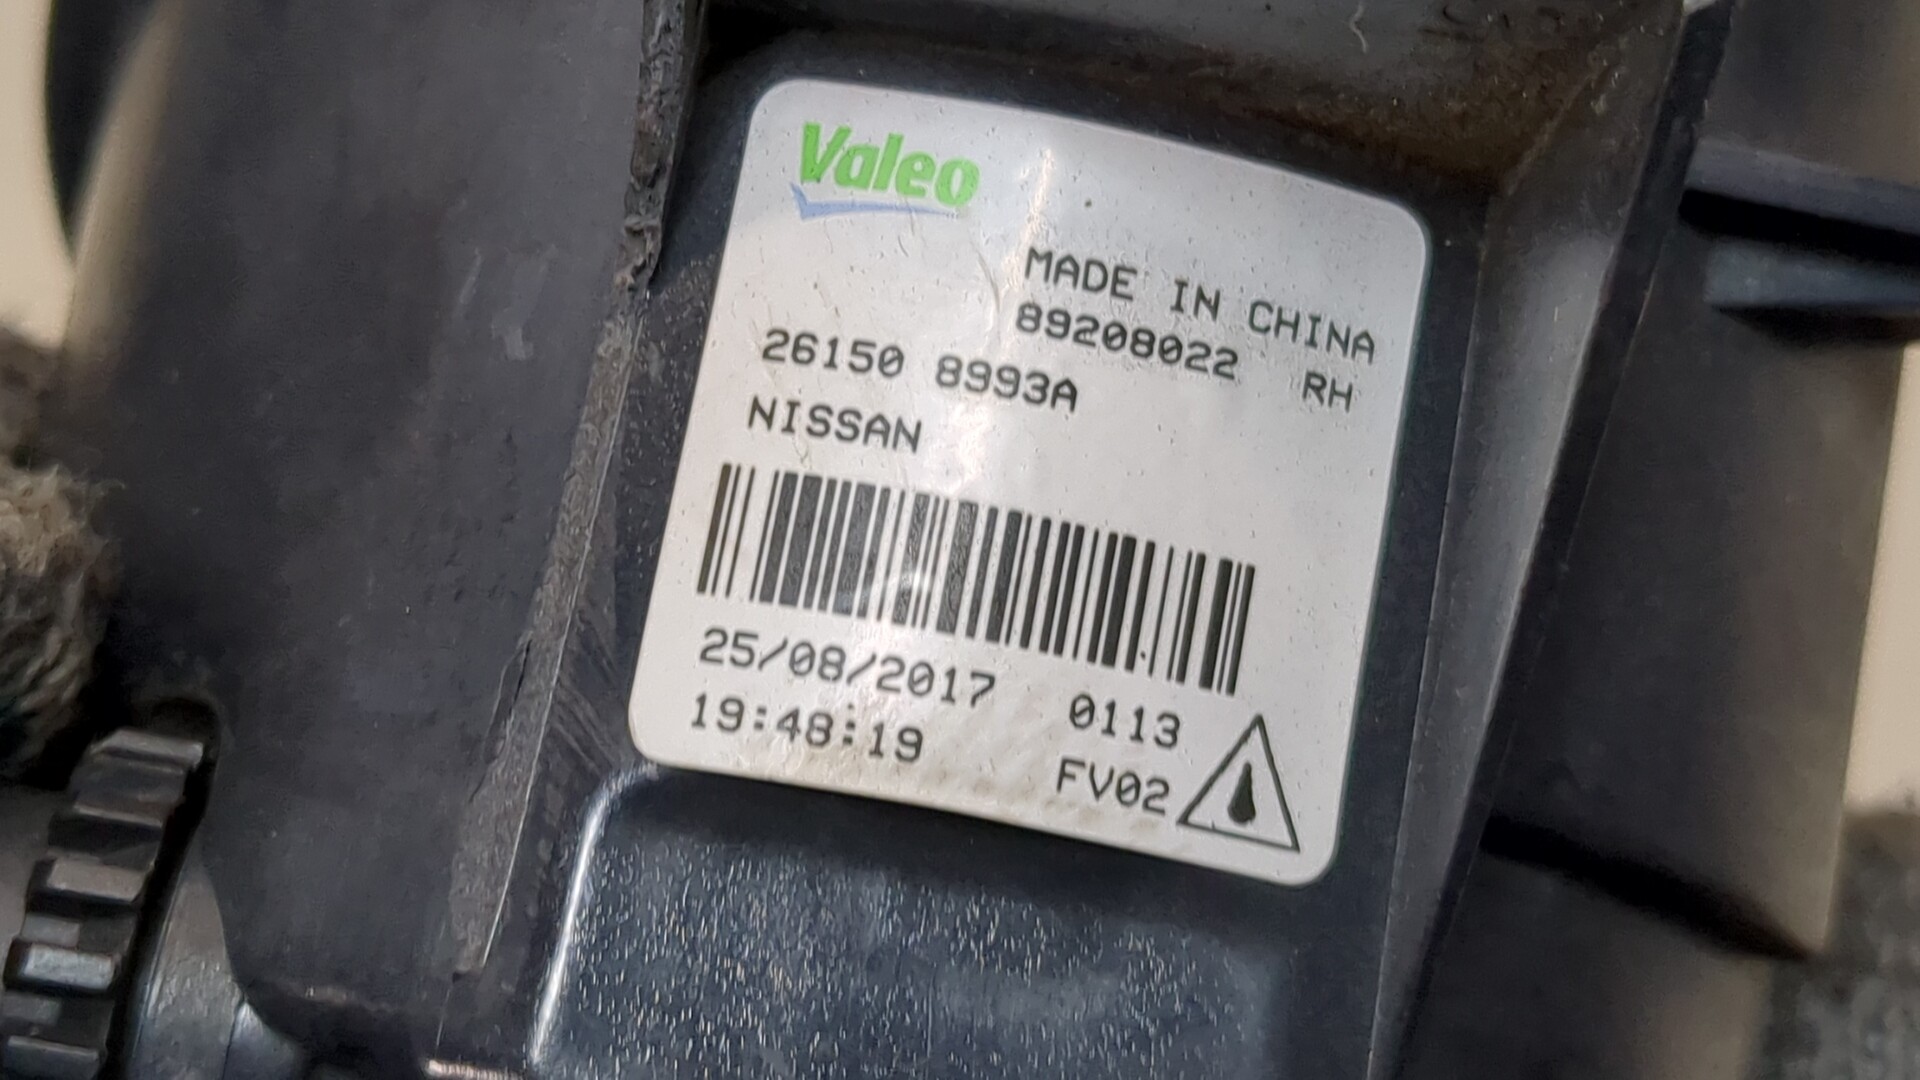 Valeo
MADE IN CHINA
89208022 RH
26150 8993A
NISSAN
25/08/2017 0113
19:48:19 FV02